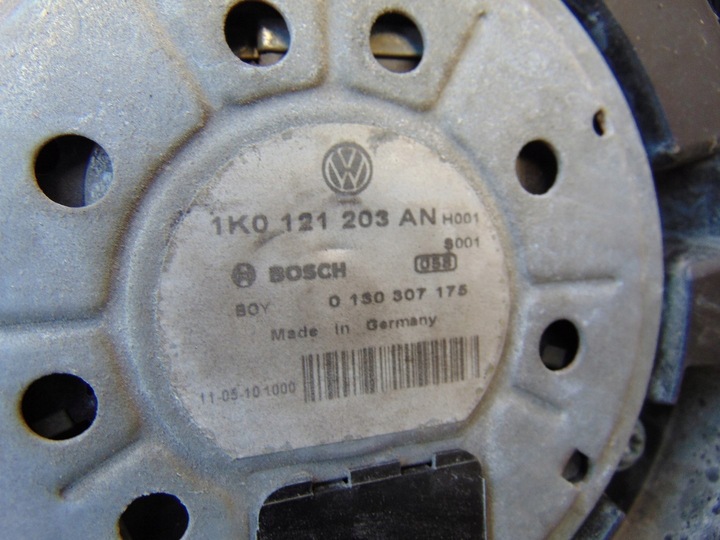 1K0 121 203 AN H001
S001
BOSCH 058
BOY 0 130 307 175
Made in Germany
11-05-10 1000